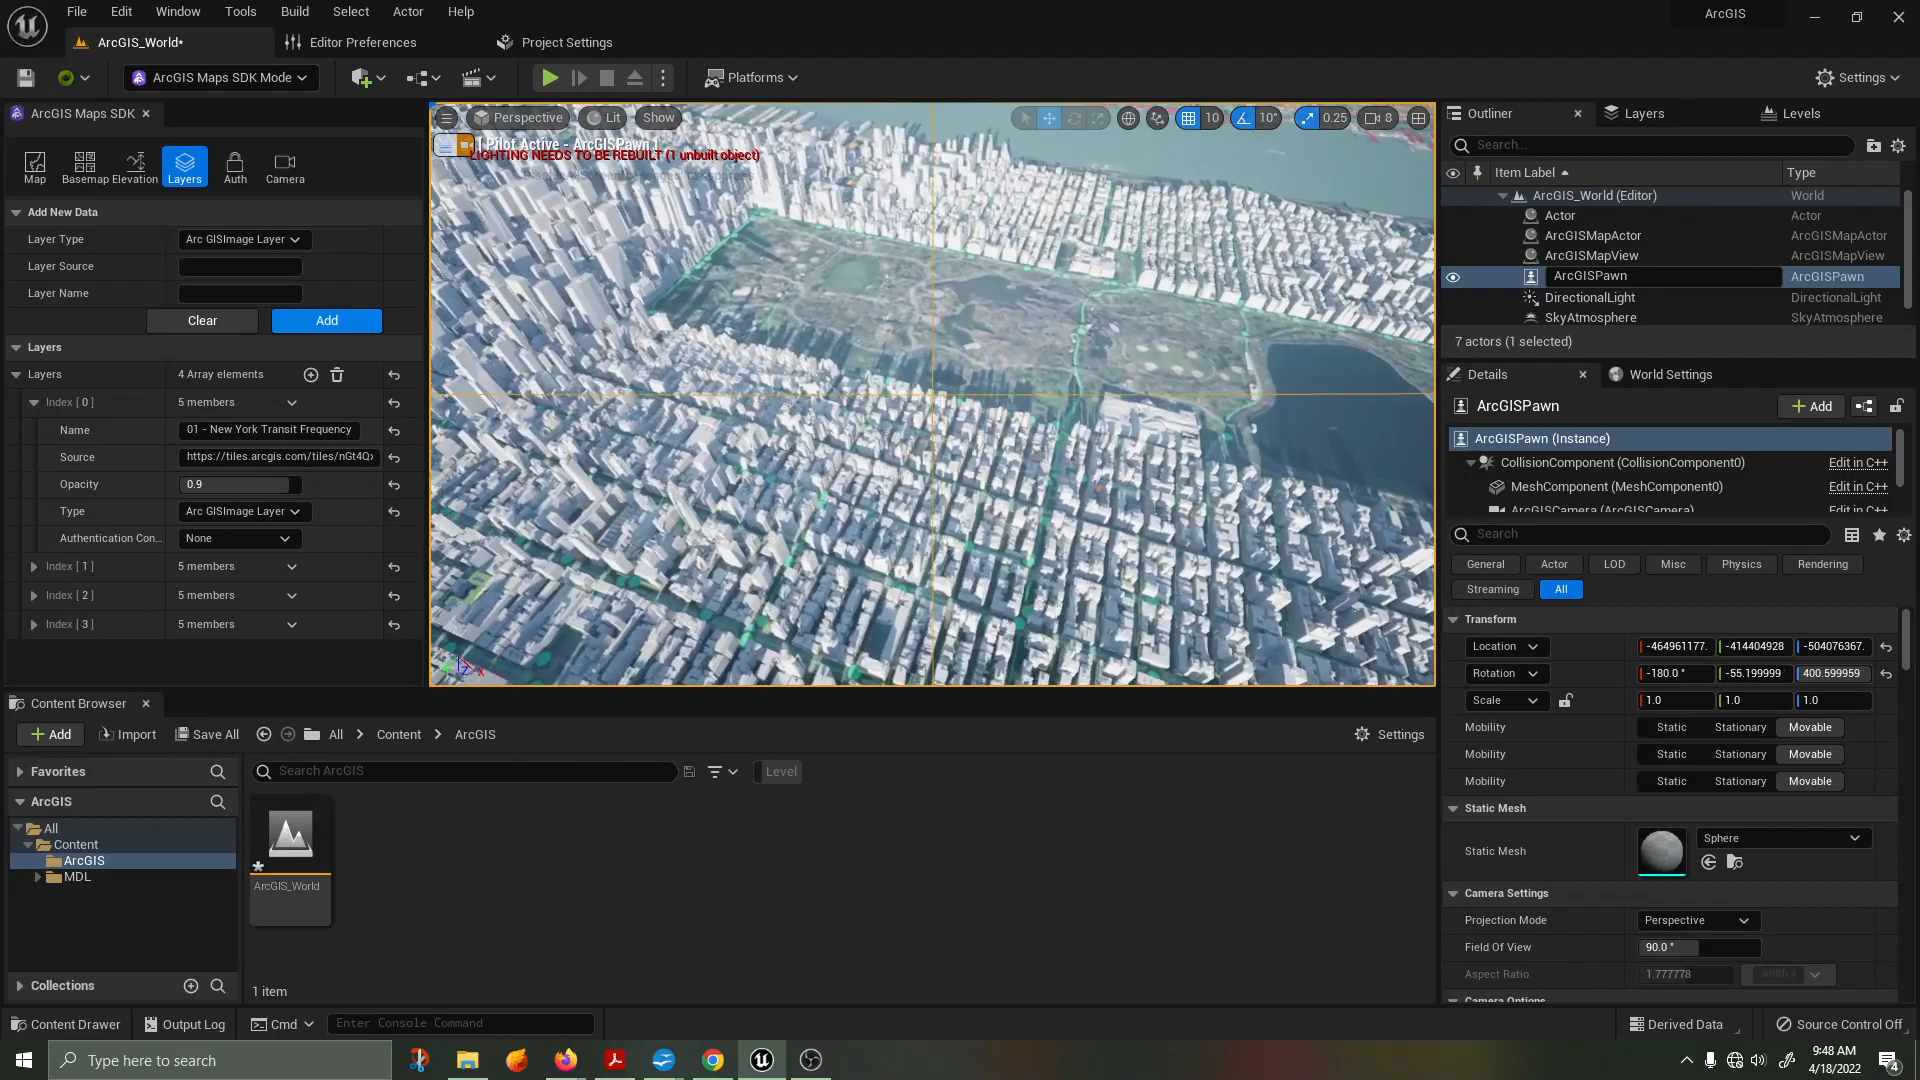 File Edit Window Tools Build Select Actor Help
ArcGIS
ArcGIS_World*
Editor Preferences
Project Settings
ArcGIS Maps SDK Mode
Platforms
Settings
ArcGIS Maps SDK
Map
Basemap
Elevation
Layers
Auth
Camera
Add New Data
Layer Type
Arc GISImage Layer
Layer Source
Layer Name
Clear
Add
Layers
Layers
4 Array elements
Index [ 0 ]
5 members
Name
01 - New York Transit Frequency
Source
https://tiles.arcgis.com/tiles/nGt4Qx
Opacity
0.9
Type
Arc GISImage Layer
Authentication Con...
None
Index [ 1 ]
5 members
Index [ 2 ]
5 members
Index [ 3 ]
5 members
Perspective
Lit
Show
10
10°
0.25
8
[ Pilot Active - ArcGISPawn ]
LIGHTING NEEDS TO BE REBUILT (1 unbuilt object)
Z
X
Outliner
Layers
Levels
Search...
Item Label
Type
ArcGIS_World (Editor)
World
Actor
Actor
ArcGISMapActor
ArcGISMapActor
ArcGISMapView
ArcGISMapView
ArcGISPawn
ArcGISPawn
DirectionalLight
DirectionalLight
SkyAtmosphere
SkyAtmosphere
7 actors (1 selected)
Details
World Settings
ArcGISPawn
Add
ArcGISPawn (Instance)
CollisionComponent (CollisionComponent0)
Edit in C++
MeshComponent (MeshComponent0)
Edit in C++
ArcGISCamera (ArcGISCamera)
Edit in C++
Search
General
Actor
LOD
Misc
Physics
Rendering
Streaming
All
Transform
Location
-464961177.
-414404928
-504076367.
Rotation
-180.0 °
-55.199999
400.599959
Scale
1.0
1.0
1.0
Mobility
Static
Stationary
Movable
Mobility
Static
Stationary
Movable
Mobility
Static
Stationary
Movable
Static Mesh
Static Mesh
Sphere
Camera Settings
Projection Mode
Perspective
Field Of View
90.0 °
Aspect Ratio
1.777778
Camera Options
Content Browser
Add
Import
Save All
All
Content
ArcGIS
Settings
Favorites
Search ArcGIS
Level
ArcGIS
All
Content
ArcGIS
MDL
ArcGIS_World
Collections
1 item
Content Drawer
Output Log
Cmd
Enter Console Command
Derived Data
Source Control Off
Type here to search
9:48 AM
4/18/2022
4